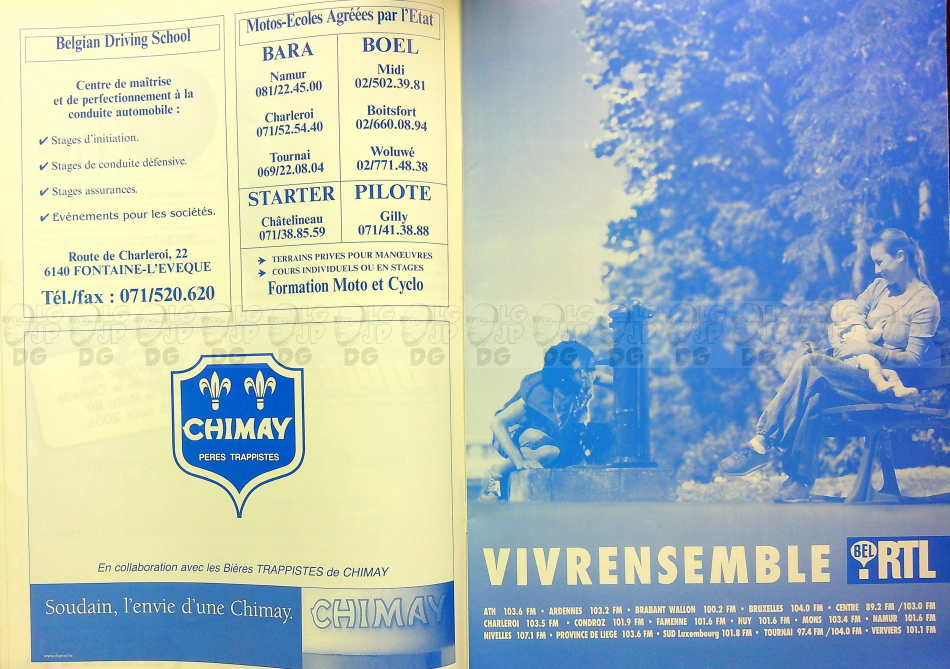 Belgian Driving School
Centre de maîtrise
et de perfectionnement à la
conduite automobile :
✔ Stages d'initiation.
✔ Stages de conduite défensive.
✔ Stages assurances.
✔ Evénements pour les sociétés.
Route de Charleroi, 22
6140 FONTAINE-L'EVEQUE
Tél./fax : 071/520.620
Motos-Ecoles Agréées par l'Etat
BARA
Namur
081/22.45.00
Charleroi
071/52.54.40
Tournai
069/22.08.04
BOEL
Midi
02/502.39.81
Boitsfort
02/660.08.94
Woluwé
02/771.48.38
STARTER
Châtelineau
071/38.85.59
PILOTE
Gilly
071/41.38.88
➤ TERRAINS PRIVES POUR MANŒUVRES
➤ COURS INDIVIDUELS OU EN STAGES
Formation Moto et Cyclo
CHIMAY
PERES TRAPPISTES
En collaboration avec les Bières TRAPPISTES de CHIMAY
Soudain, l'envie d'une Chimay.
CHIMAY
www.chimay.be
VIVRENSEMBLE
BEL RTL
ATH 103.6 FM • ARDENNES 103.2 FM • BRABANT WALLON 100.2 FM • BRUXELLES 104.0 FM • CENTRE 89.2 FM /103.0 FM
CHARLEROI 103.5 FM • CONDROZ 101.9 FM • FAMENNE 101.6 FM • HUY 101.6 FM • MONS 103.4 FM • NAMUR 101.6 FM
NIVELLES 107.1 FM • PROVINCE DE LIEGE 103.6 FM • SUD Luxembourg 101.8 FM • TOURNAI 97.4 FM /104.0 FM • VERVIERS 101.1 FM